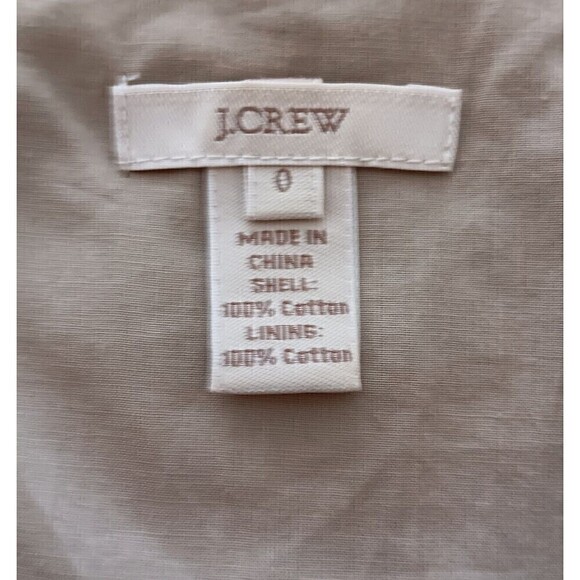 J.CREW
0
MADE IN
CHINA
SHELL:
100% Cotton
LINING:
100% Cotton